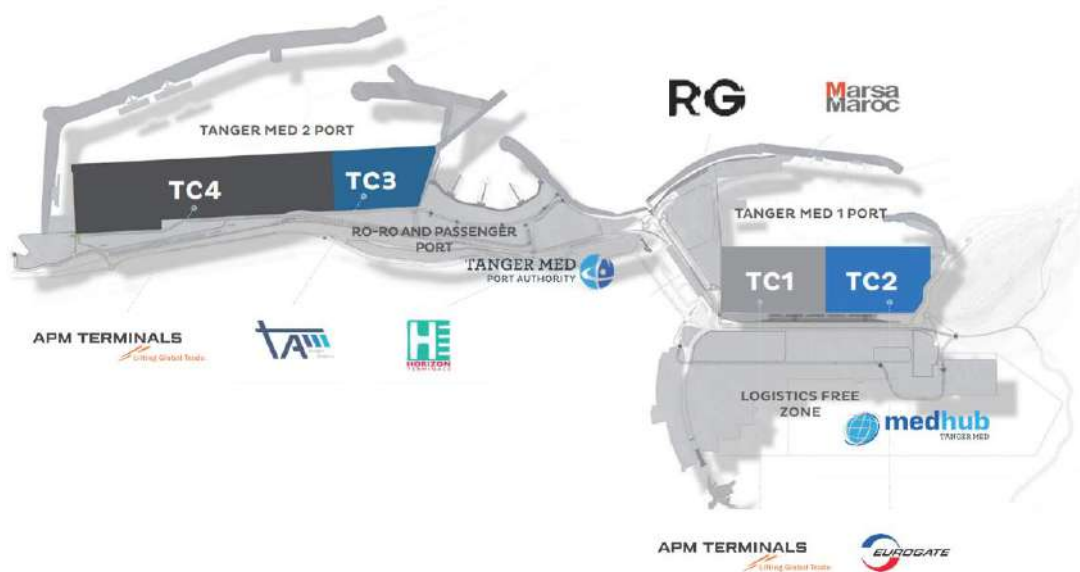 RG
Marsa
Maroc
TANGER MED 2 PORT
TC4
TC3
RO-RO AND PASSENGER
PORT
TANGER MED
PORT AUTHORITY
TANGER MED 1 PORT
TC1
TC2
APM TERMINALS
Lifting Global Trade
TAM
HORIZON
TERMINALS
LOGISTICS FREE
ZONE
medhub
TANGER MED
APM TERMINALS
Lifting Global Trade
EUROGATE